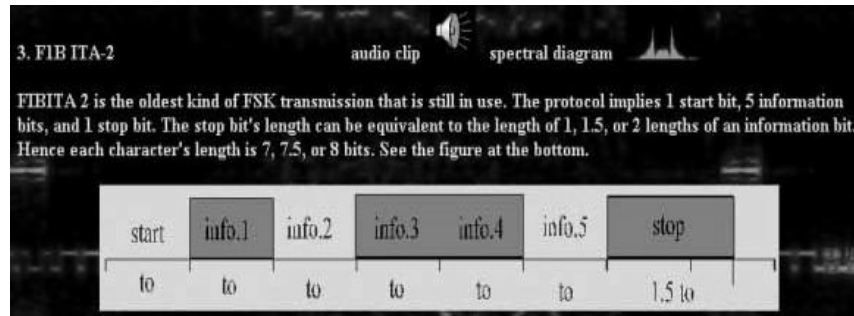 3. F1B ITA-2 audio clip spectral diagram
F1BITA 2 is the oldest kind of FSK transmission that is still in use. The protocol implies 1 start bit, 5 information
bits, and 1 stop bit. The stop bit's length can be equivalent to the length of 1, 1.5, or 2 lengths of an information bit.
Hence each character's length is 7, 7.5, or 8 bits. See the figure at the bottom.
start info.1 info.2 info.3 info.4 info.5 stop
to to to to to to 1.5 to